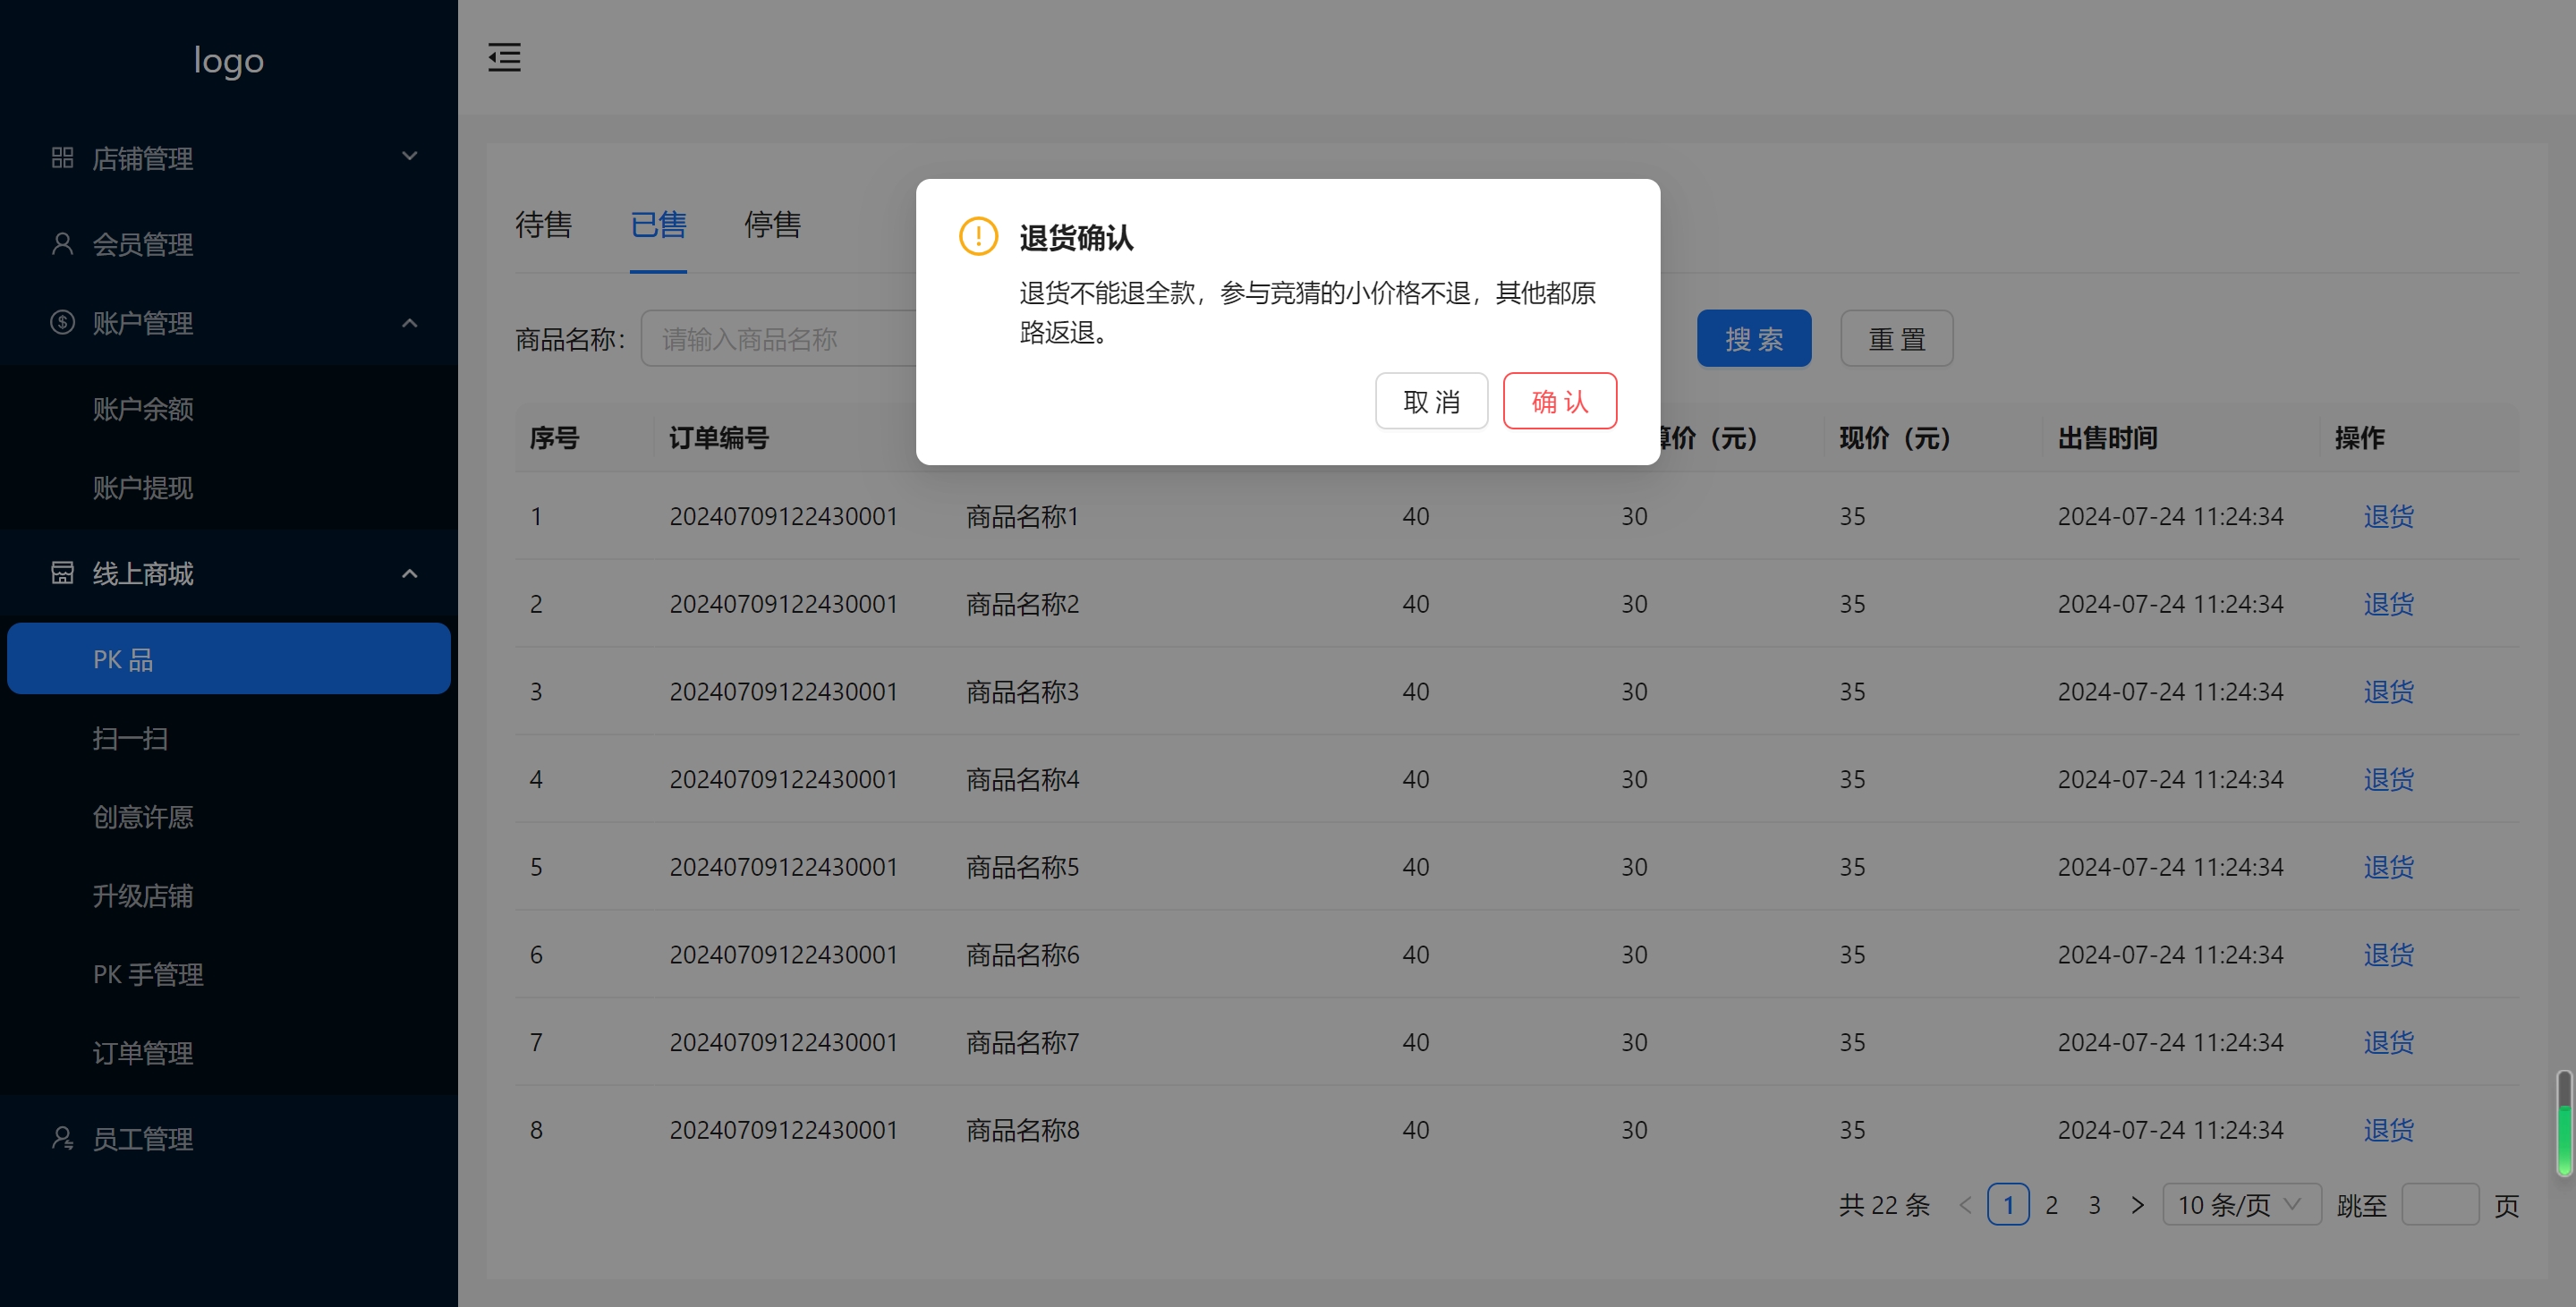 logo
店铺管理
会员管理
账户管理
账户余额
账户提现
线上商城
PK 品
扫一扫
创意许愿
升级店铺
PK 手管理
订单管理
员工管理
待售 已售 停售
退货确认
退货不能退全款，参与竞猜的小价格不退，其他都原
路返退。
取 消 确 认
商品名称： 请输入商品名称 搜 索 重 置
序号 订单编号 价（元） 现价（元） 出售时间 操作
1 20240709122430001 商品名称1 40 30 35 2024-07-24 11:24:34 退货
2 20240709122430001 商品名称2 40 30 35 2024-07-24 11:24:34 退货
3 20240709122430001 商品名称3 40 30 35 2024-07-24 11:24:34 退货
4 20240709122430001 商品名称4 40 30 35 2024-07-24 11:24:34 退货
5 20240709122430001 商品名称5 40 30 35 2024-07-24 11:24:34 退货
6 20240709122430001 商品名称6 40 30 35 2024-07-24 11:24:34 退货
7 20240709122430001 商品名称7 40 30 35 2024-07-24 11:24:34 退货
8 20240709122430001 商品名称8 40 30 35 2024-07-24 11:24:34 退货
共 22 条 < 1 2 3 > 10 条/页 跳至 页